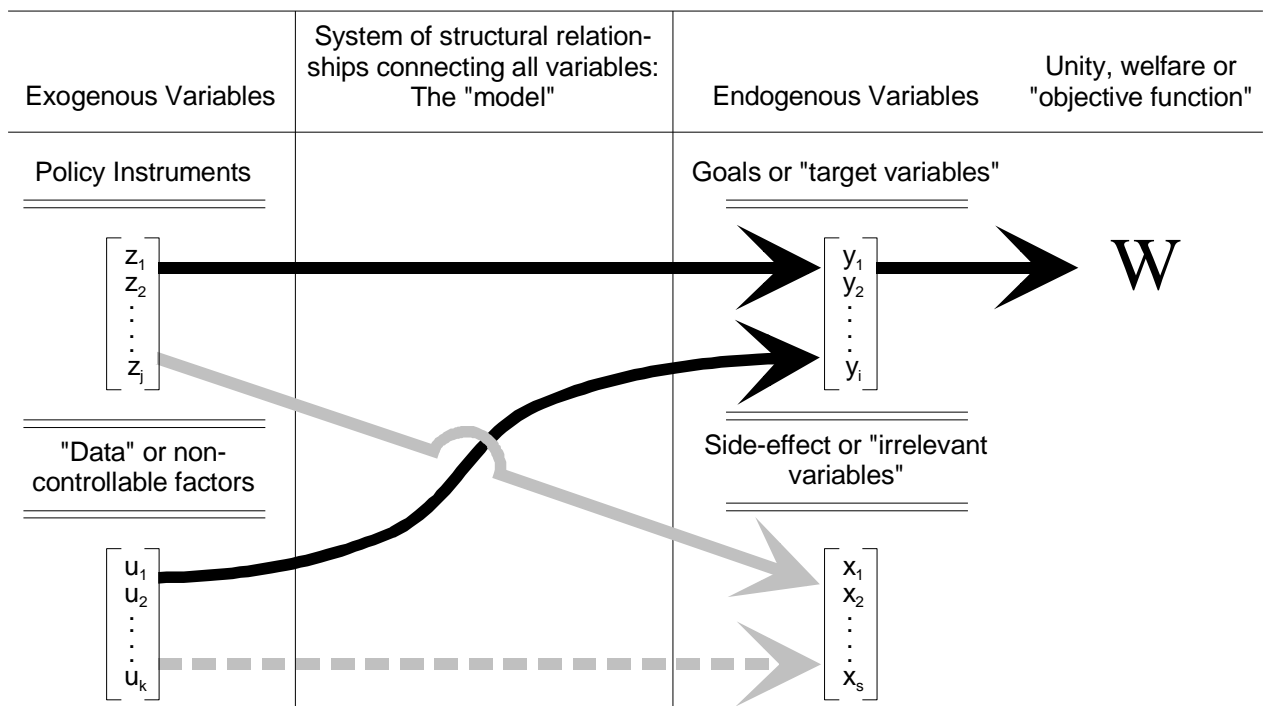 Exogenous Variables
System of structural relation-
ships connecting all variables:
The "model"
Endogenous Variables
Unity, welfare or
"objective function"
Policy Instruments
z1
z2
.
.
.
zj
Goals or "target variables"
y1
y2
.
.
.
yi
W
"Data" or non-
controllable factors
u1
u2
.
.
.
uk
Side-effect or "irrelevant
variables"
x1
x2
.
.
.
xs